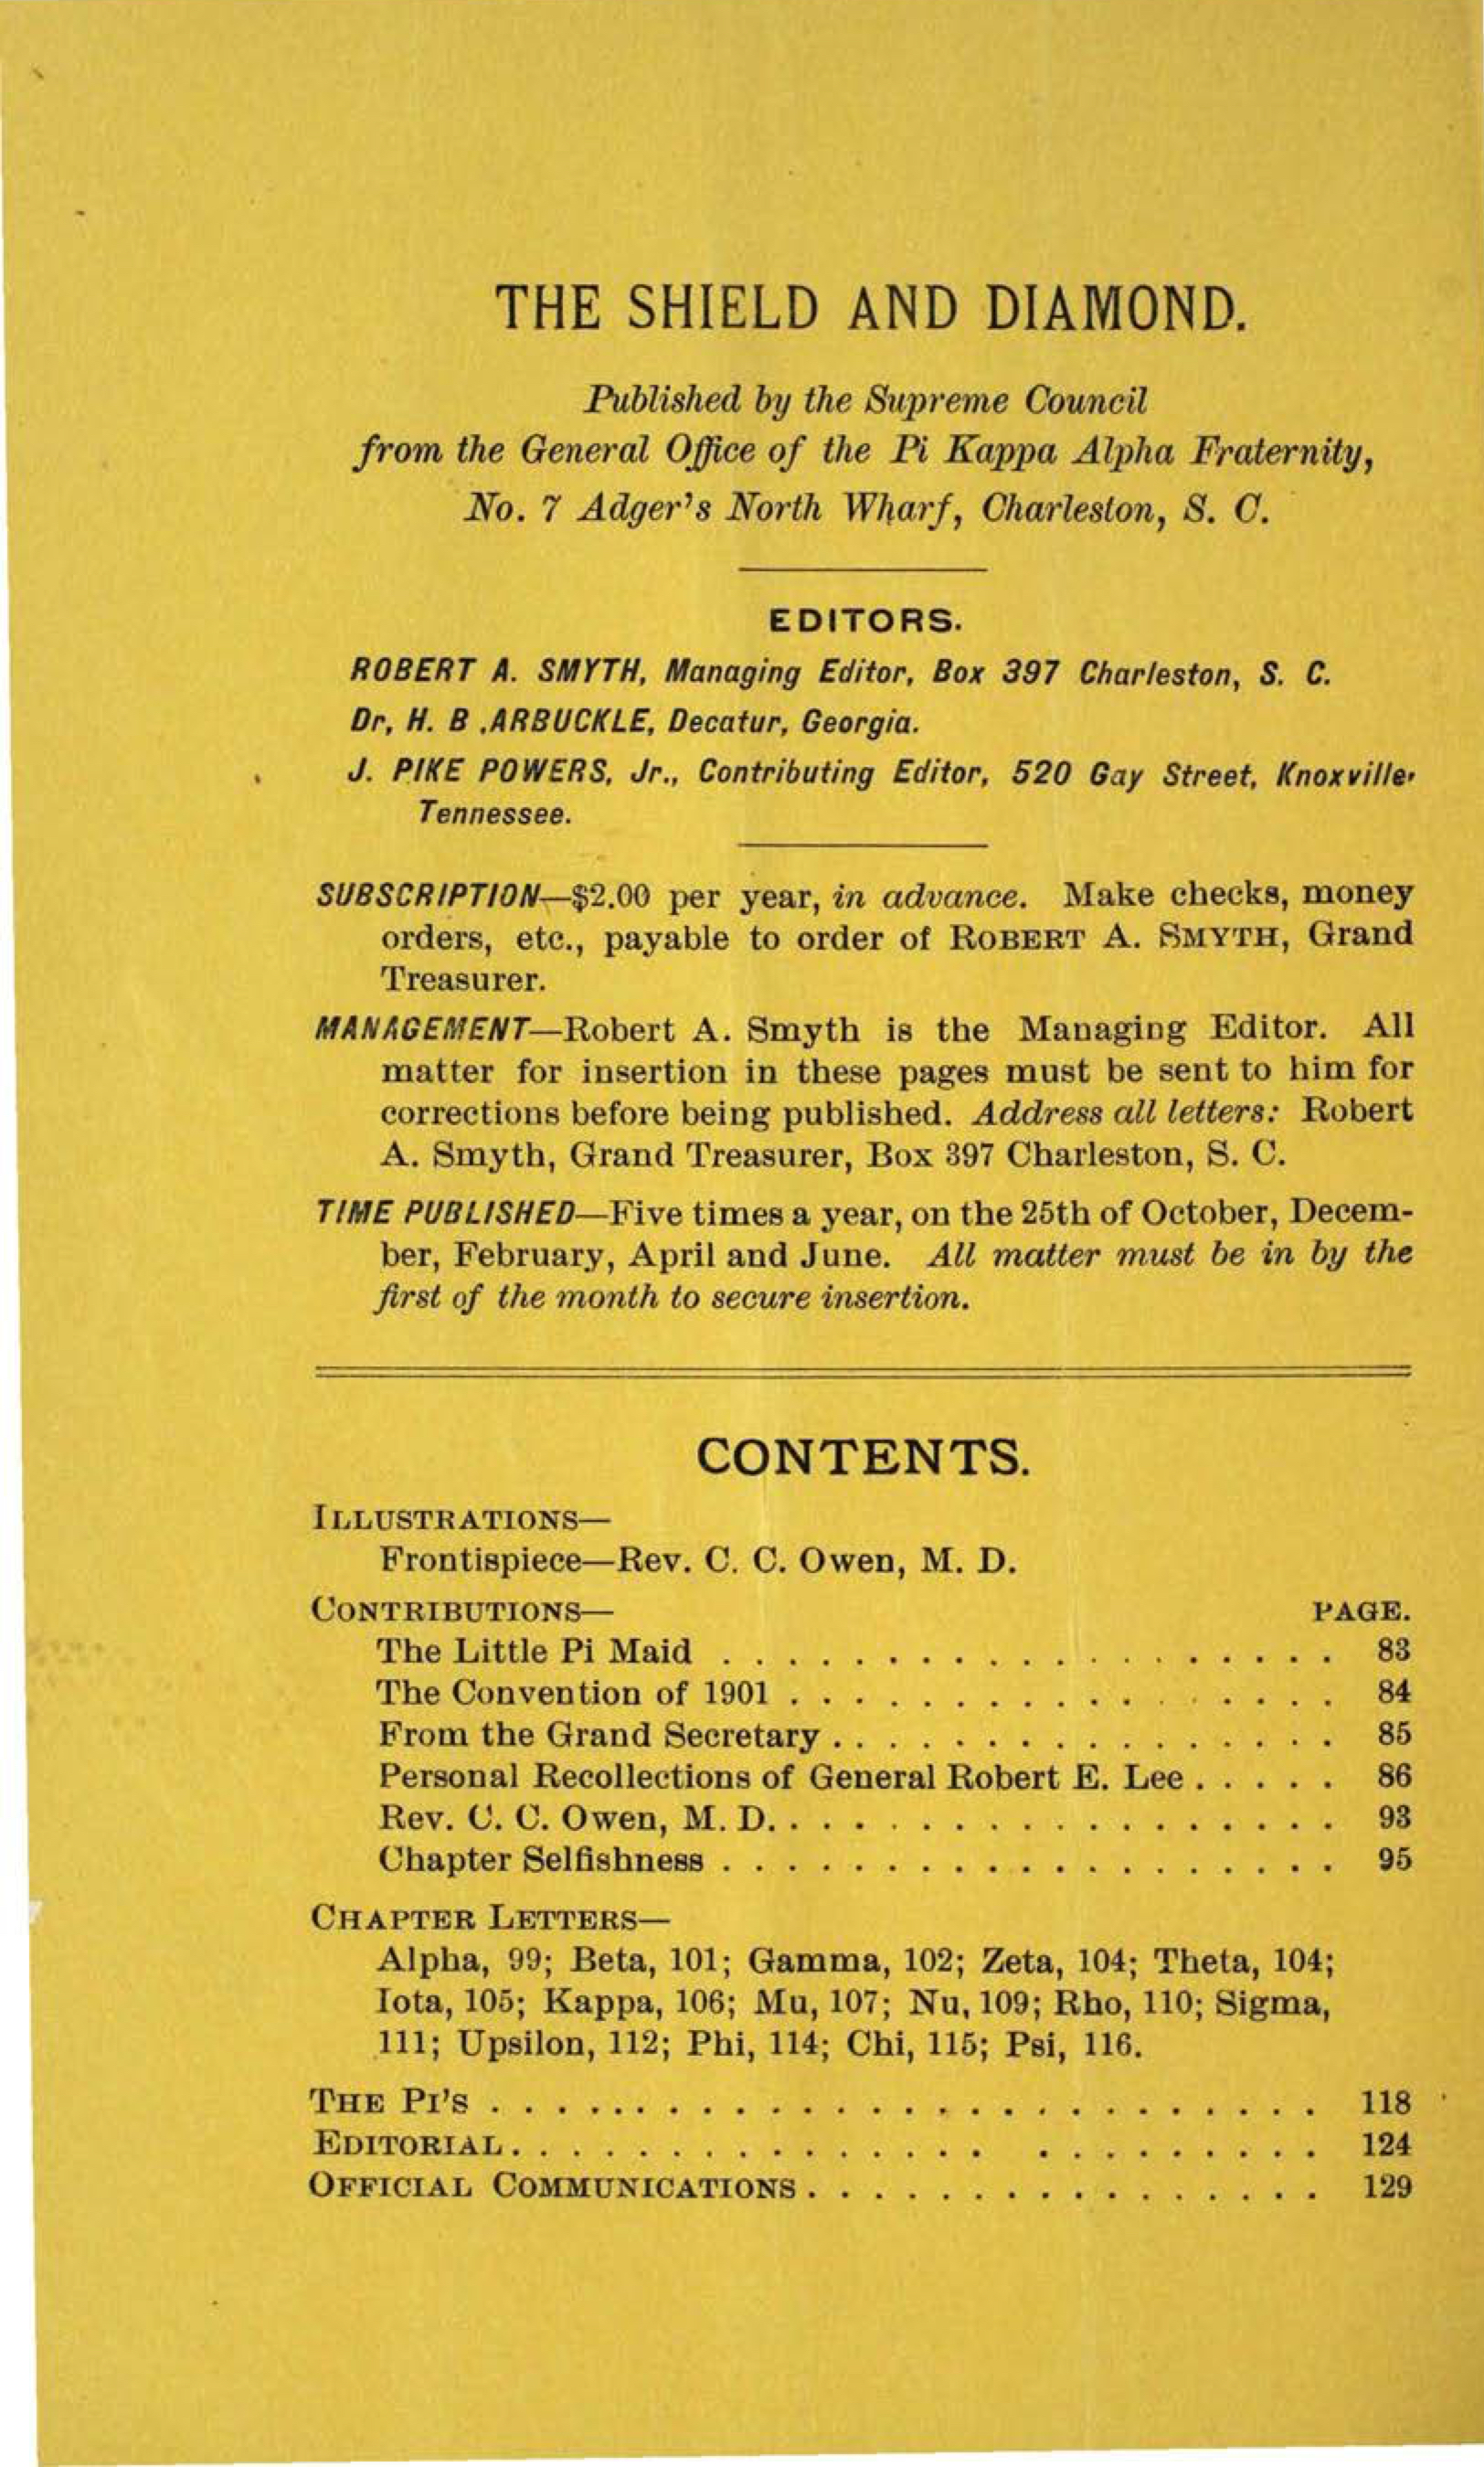 THE SHIELD AND DIAMOND.
Published by the Supreme Council
from the General Office of the Pi Kappa Alpha Fraternity,
No. 7 Adger's North Wharf, Charleston, S. C.
EDITORS.
ROBERT A. SMYTH, Managing Editor, Box 397 Charleston, S. C.
Dr, H. B .ARBUCKLE, Decatur, Georgia.
J. PIKE POWERS, Jr., Contributing Editor, 520 Gay Street, Knoxville,
Tennessee.
SUBSCRIPTION—$2.00 per year, in advance. Make checks, money
orders, etc., payable to order of ROBERT A. SMYTH, Grand
Treasurer.
MANAGEMENT—Robert A. Smyth is the Managing Editor. All
matter for insertion in these pages must be sent to him for
corrections before being published. Address all letters: Robert
A. Smyth, Grand Treasurer, Box 397 Charleston, S. C.
TIME PUBLISHED—Five times a year, on the 25th of October, Decem-
ber, February, April and June. All matter must be in by the
first of the month to secure insertion.
CONTENTS.
ILLUSTRATIONS—
Frontispiece—Rev. C. C. Owen, M. D.
CONTRIBUTIONS— PAGE.
The Little Pi Maid . . . . . . . . . . . . . . . . . . . 83
The Convention of 1901 . . . . . . . . . . . . . . . . . 84
From the Grand Secretary . . . . . . . . . . . . . . . . 85
Personal Recollections of General Robert E. Lee . . . . . 86
Rev. C. C. Owen, M. D. . . . . . . . . . . . . . . . . . 93
Chapter Selfishness . . . . . . . . . . . . . . . . . . . 95
CHAPTER LETTERS—
Alpha, 99; Beta, 101; Gamma, 102; Zeta, 104; Theta, 104;
Iota, 105; Kappa, 106; Mu, 107; Nu, 109; Rho, 110; Sigma,
111; Upsilon, 112; Phi, 114; Chi, 115; Psi, 116.
THE PI'S . . . . . . . . . . . . . . . . . . . . . . . . . 118
EDITORIAL. . . . . . . . . . . . . . . . . . . . . . . . 124
OFFICIAL COMMUNICATIONS . . . . . . . . . . . . . . . . 129